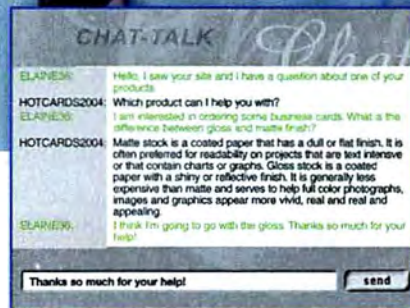 CHAT-TALK
Chat
ELAINE36: Hello, I saw your site and i have a question about one of your
products.
HOTCARDS2004: Which product can I help you with?
ELAINE36: I am interested in ordering some business cards. What is the
difference between gloss and matte finish?
HOTCARDS2004: Matte stock is a coated paper that has a dull or flat finish. It is
often preferred for readability on projects that are text intensive
or that contain charts or graphs. Gloss stock is a coated
paper with a shiny or reflective finish. It is generally less
expensive than matte and serves to help full color photographs,
images and graphics appear more vivid, real and real and
appealing.
ELAINE36: I think I'm going to go with the gloss. Thanks so much for your
help!
Thanks so much for your help!
send